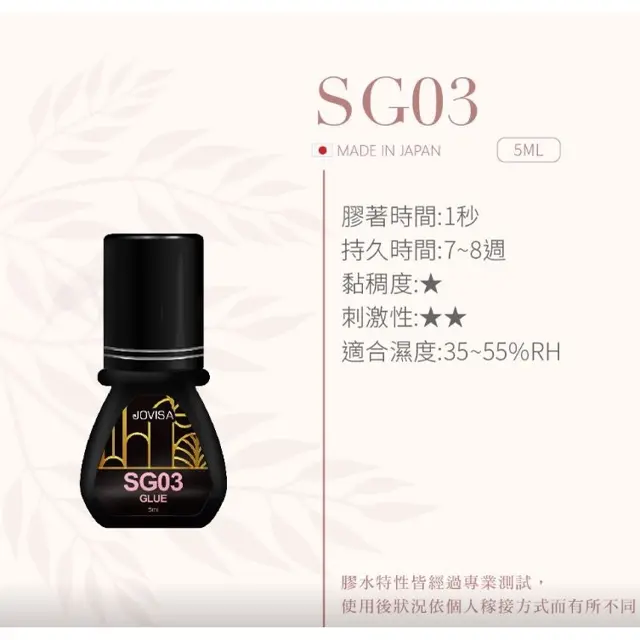 SG03
MADE IN JAPAN
5ML
膠著時間:1秒
持久時間:7~8週
黏稠度:★
刺激性:★★
適合濕度:35~55%RH
JOVISA
SG03
GLUE
5ml
膠水特性皆經過專業測試，
使用後狀況依個人稼接方式而有所不同